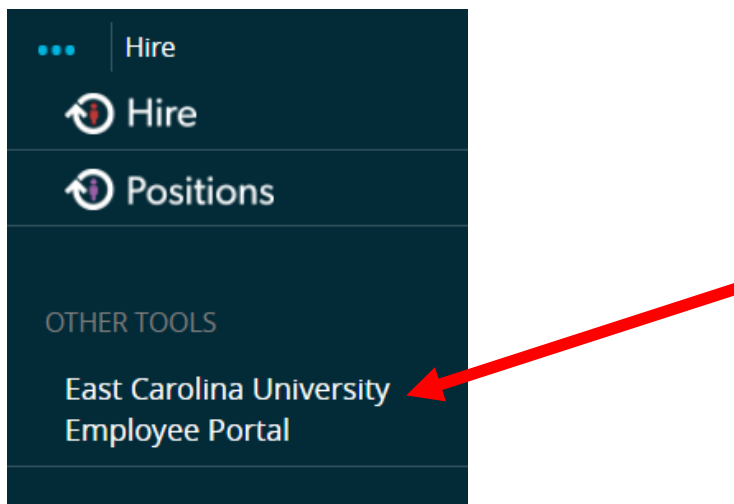 Hire
Hire
Positions
OTHER TOOLS
East Carolina University
Employee Portal